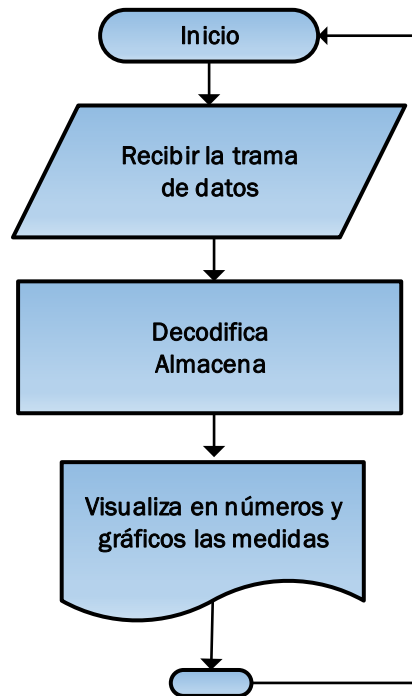 Inicio
Recibir la trama
de datos
Decodifica
Almacena
Visualiza en números y
gráficos las medidas